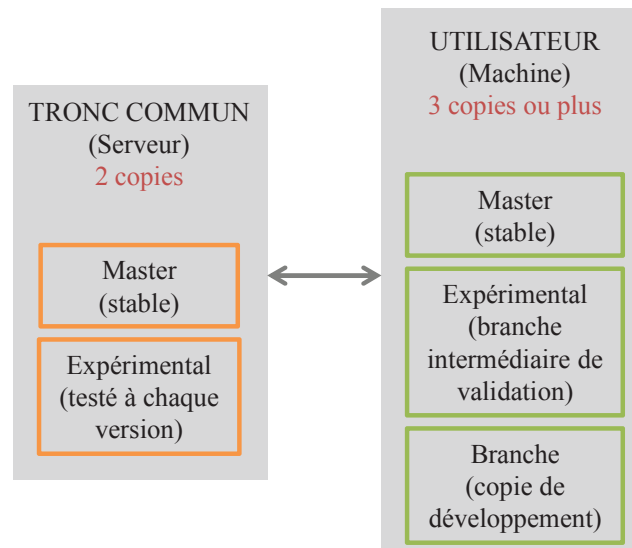 TRONC COMMUN
(Serveur)
2 copies
Master
(stable)
Expérimental
(testé à chaque
version)
UTILISATEUR
(Machine)
3 copies ou plus
Master
(stable)
Expérimental
(branche
intermédiaire de
validation)
Branche
(copie de
développement)